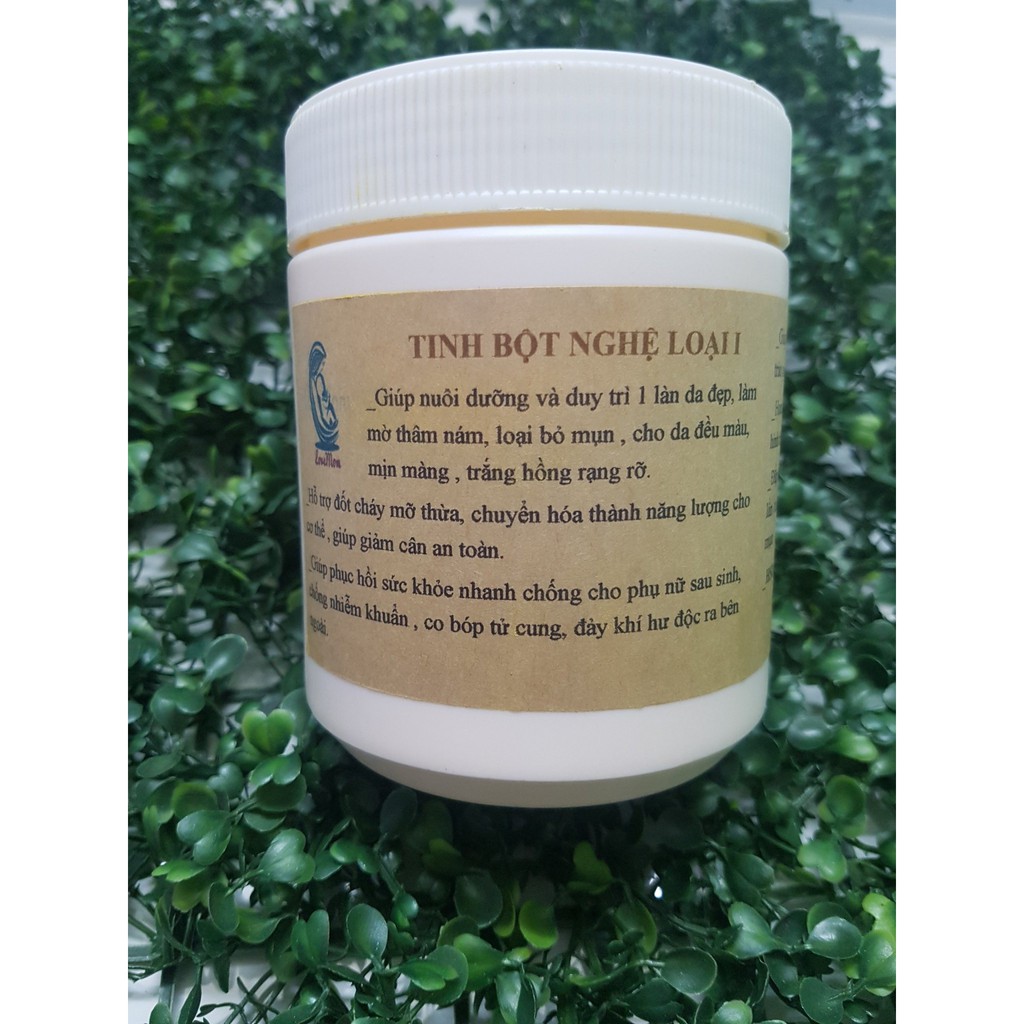 TINH BỘT NGHỆ LOẠI I
_Giúp nuôi dưỡng và duy trì 1 làn da đẹp, làm
mờ thâm nám, loại bỏ mụn , cho da đều màu,
mịn màng , trắng hồng rạng rỡ.
_Hỗ trợ đốt cháy mỡ thừa, chuyển hóa thành năng lượng cho
cơ thể , giúp giảm cân an toàn.
_Giúp phục hồi sức khỏe nhanh chống cho phụ nữ sau sinh,
chống nhiễm khuẩn , co bóp tử cung, đảy khí hư độc ra bên
ngoài.